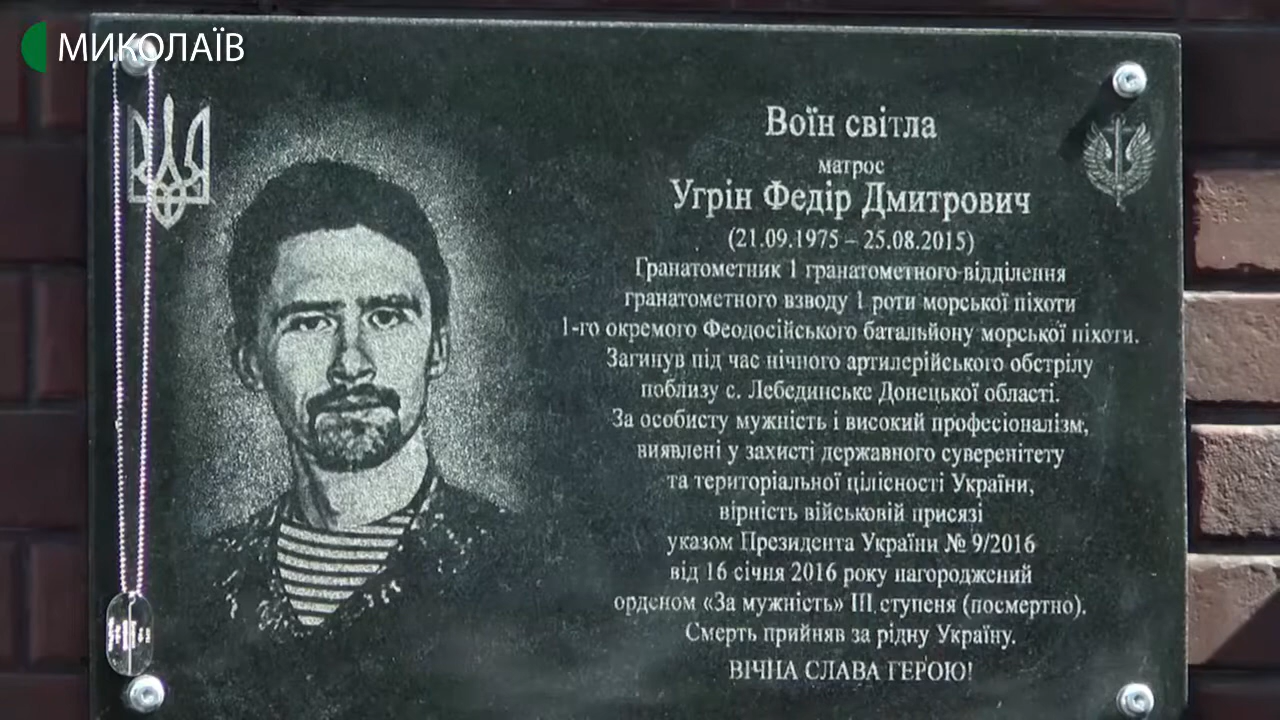 МИКОЛАЇВ
Воїн світла
матрос
Угрін Федір Дмитрович
(21.09.1975 – 25.08.2015)
Гранатометник 1 гранатометного відділення
гранатометного взводу 1 роти морської піхоти
1-го окремого Феодосійського батальйону морської піхоти.
Загинув під час нічного артилерійського обстрілу
поблизу с. Лебединське Донецької області.
За особисту мужність і високий професіоналізм,
виявлені у захисті державного суверенітету
та територіальної цілісності України,
вірність військовій присязі
указом Президента України № 9/2016
від 16 січня 2016 року нагороджений
орденом «За мужність» III ступеня (посмертно).
Смерть прийняв за рідну Україну.
ВІЧНА СЛАВА ГЕРОЮ!